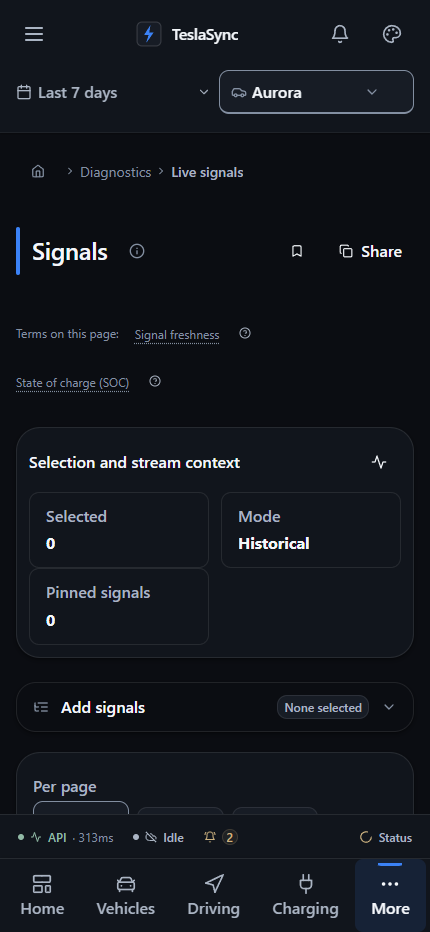 TeslaSync
Last 7 days
Aurora
Diagnostics
Live signals
Signals
Share
Terms on this page:
Signal freshness
State of charge (SOC)
Selection and stream context
Selected
0
Mode
Historical
Pinned signals
0
Add signals
None selected
Per page
API · 313ms
Idle
2
Status
Home
Vehicles
Driving
Charging
More